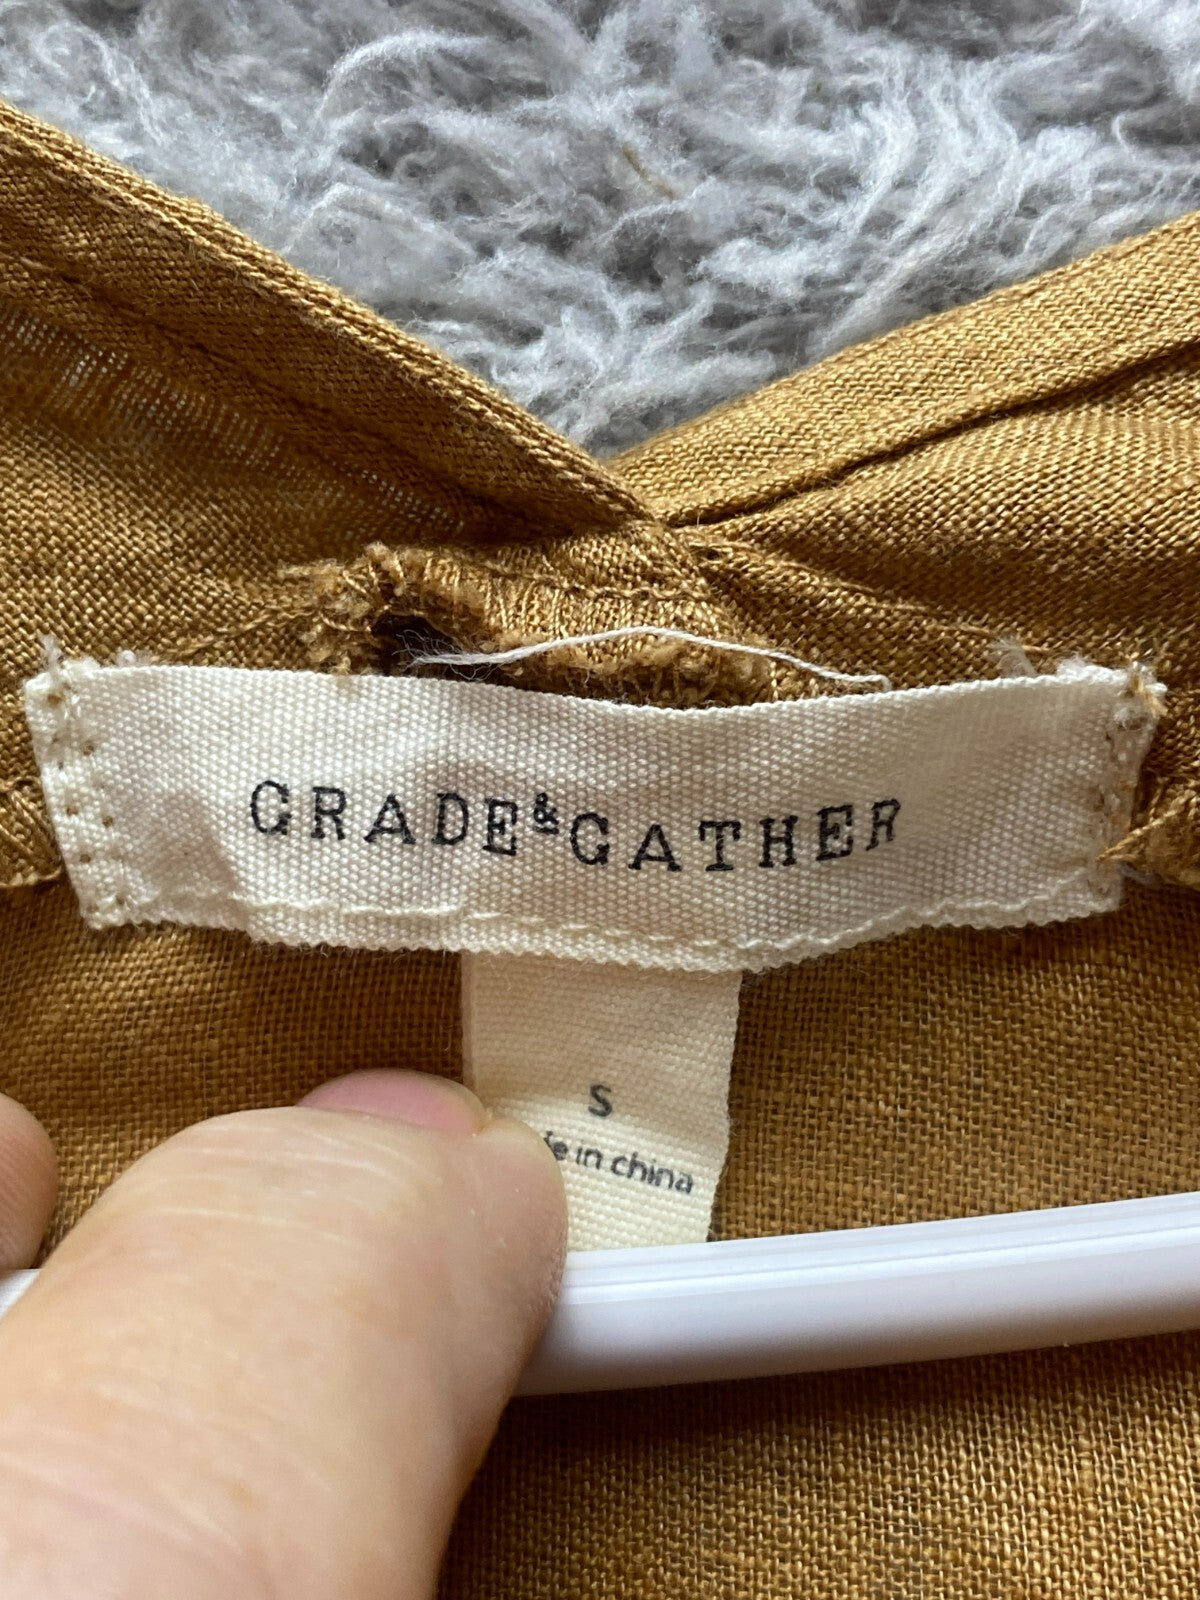 GRADE & GATHER
S
in china